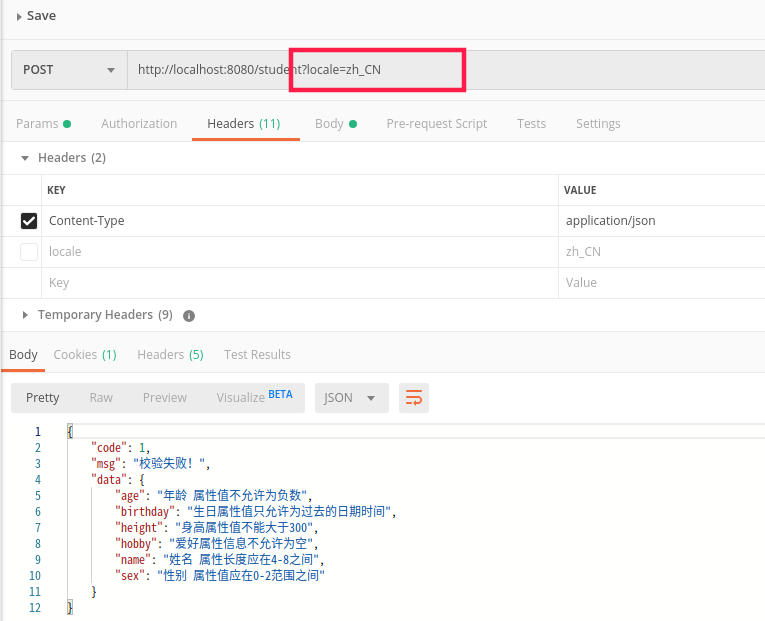 Save
POST http://localhost:8080/student?locale=zh_CN
Params Authorization Headers (11) Body Pre-request Script Tests Settings
Headers (2)
KEY VALUE
Content-Type application/json
locale zh_CN
Key Value
Temporary Headers (9)
Body Cookies (1) Headers (5) Test Results
Pretty Raw Preview Visualize BETA JSON
1 {
2 "code": 1,
3 "msg": "校验失败！",
4 "data": {
5 "age": "年龄 属性值不允许为负数",
6 "birthday": "生日属性值只允许为过去的日期时间",
7 "height": "身高属性值不能大于300",
8 "hobby": "爱好属性信息不允许为空",
9 "name": "姓名 属性长度应在4-8之间",
10 "sex": "性别 属性值应在0-2范围之间"
11 }
12 }